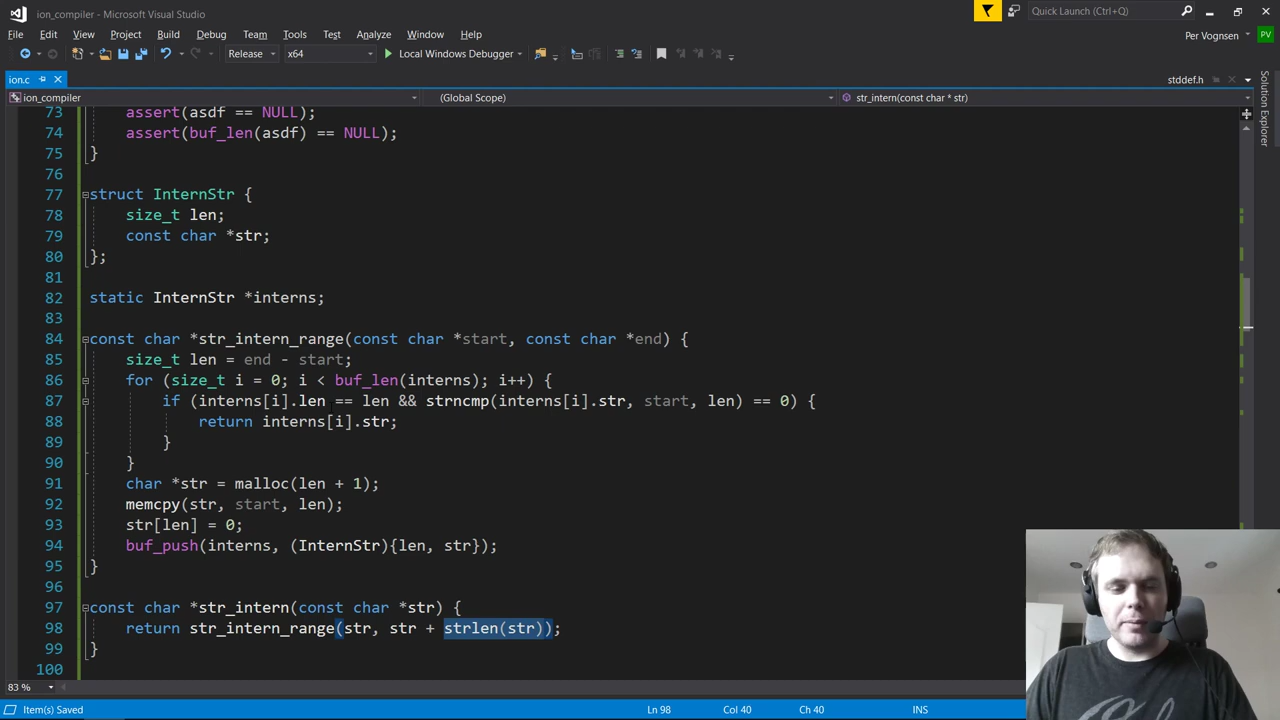 ion_compiler - Microsoft Visual Studio
Quick Launch (Ctrl+Q)
File Edit View Project Build Debug Team Tools Test Analyze Window Help
Per Vognsen
PV
Release x64 Local Windows Debugger
ion.c
stddef.h
ion_compiler (Global Scope) str_intern(const char * str)
Solution Explorer
73 assert(asdf == NULL);
74 assert(buf_len(asdf) == NULL);
75 }
76
77 struct InternStr {
78 size_t len;
79 const char *str;
80 };
81
82 static InternStr *interns;
83
84 const char *str_intern_range(const char *start, const char *end) {
85 size_t len = end - start;
86 for (size_t i = 0; i < buf_len(interns); i++) {
87 if (interns[i].len == len && strncmp(interns[i].str, start, len) == 0) {
88 return interns[i].str;
89 }
90 }
91 char *str = malloc(len + 1);
92 memcpy(str, start, len);
93 str[len] = 0;
94 buf_push(interns, (InternStr){len, str});
95 }
96
97 const char *str_intern(const char *str) {
98 return str_intern_range(str, str + strlen(str));
99 }
100
83 %
Item(s) Saved Ln 98 Col 40 Ch 40 INS